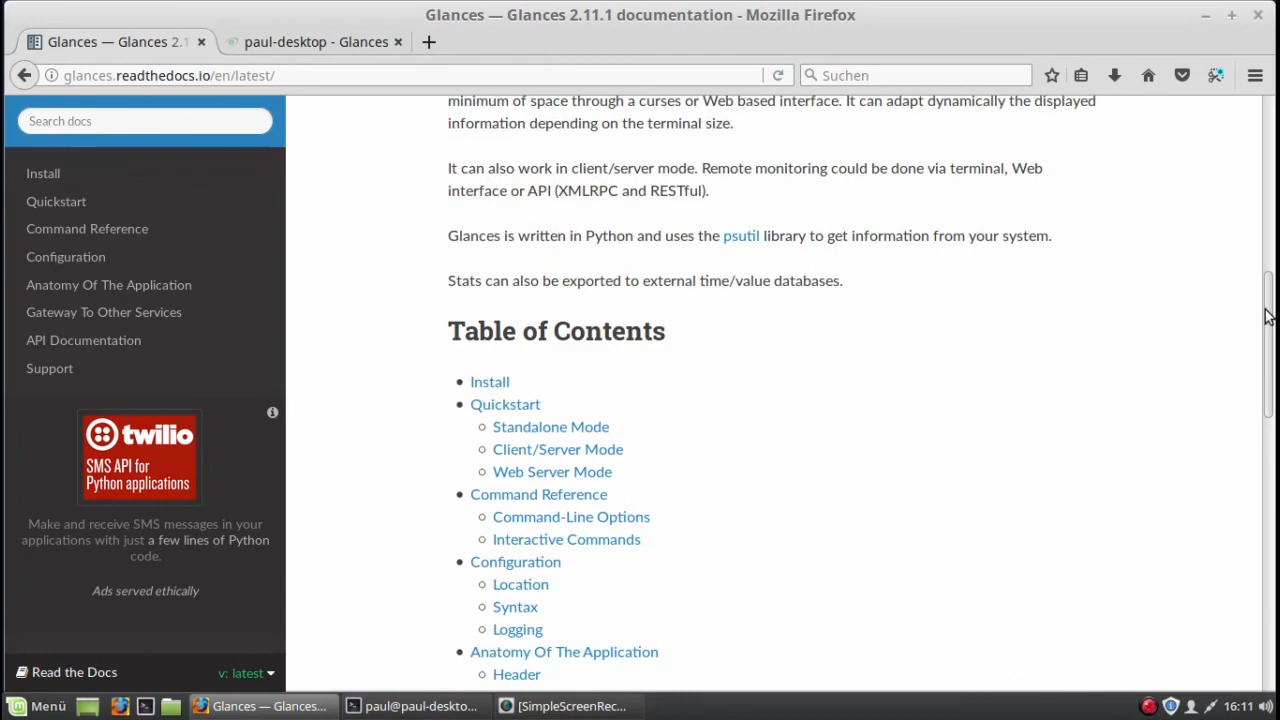 Glances — Glances 2.11.1 documentation - Mozilla Firefox
Glances — Glances 2.1
paul-desktop - Glances
glances.readthedocs.io/en/latest/
Suchen
Search docs
Install
Quickstart
Command Reference
Configuration
Anatomy Of The Application
Gateway To Other Services
API Documentation
Support
twilio
SMS API for
Python applications
Make and receive SMS messages in your
applications with just a few lines of Python
code.
Ads served ethically
Read the Docs
v: latest
minimum of space through a curses or Web based interface. It can adapt dynamically the displayed
information depending on the terminal size.
It can also work in client/server mode. Remote monitoring could be done via terminal, Web
interface or API (XMLRPC and RESTful).
Glances is written in Python and uses the psutil library to get information from your system.
Stats can also be exported to external time/value databases.
Table of Contents
Install
Quickstart
Standalone Mode
Client/Server Mode
Web Server Mode
Command Reference
Command-Line Options
Interactive Commands
Configuration
Location
Syntax
Logging
Anatomy Of The Application
Header
Menü
Glances — Glances...
paul@paul-deskto...
[SimpleScreenRec...
16:11